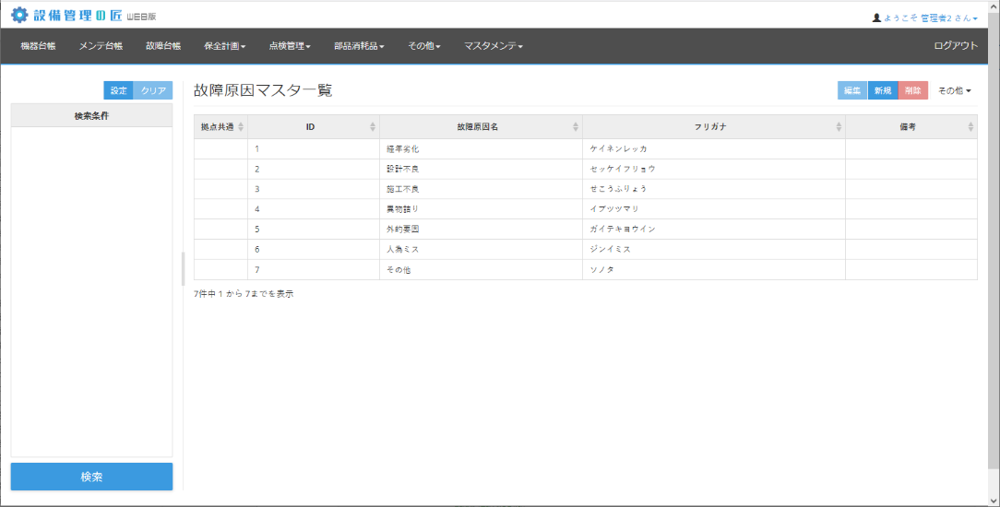 設備管理の匠 WEB版
ようこそ 管理者2 さん
機器台帳 メンテ台帳 故障台帳 保全計画 点検管理 部品消耗品 その他 マスタメンテ ログアウト
設定 クリア
検索条件
検索
故障原因マスタ一覧
編集 新規 削除 その他
拠点共通 ID 故障原因名 フリガナ 備考
1 経年劣化 ケイネンレッカ
2 設計不良 セッケイフリョウ
3 施工不良 せこうふりょう
4 異物詰り イブツツマリ
5 外的要因 ガイテキヨウイン
6 人為ミス ジンイミス
7 その他 ソノタ
7件中 1 から 7までを表示